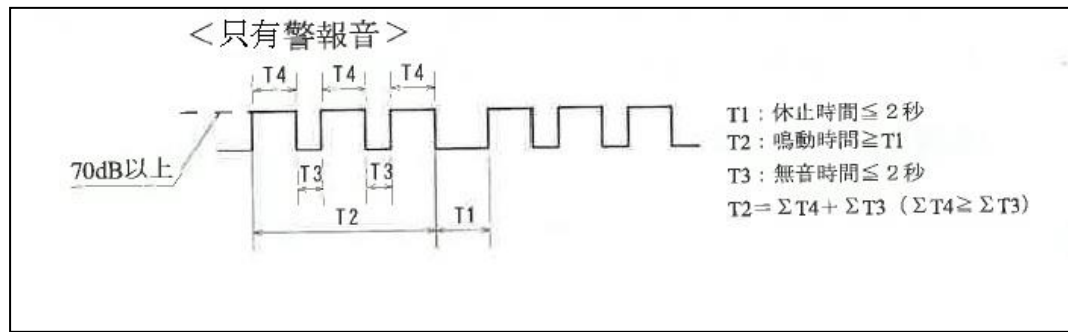 ＜只有警報音＞
T4 T4 T4
70dB以上
T3 T3
T2 T1
T1：休止時間≦２秒
T2：鳴動時間≧T1
T3：無音時間≦２秒
T2＝ΣT4＋ΣT3（ΣT4≧ΣT3）